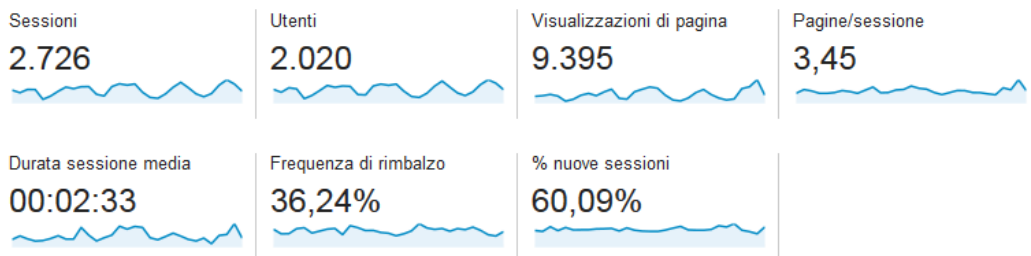 Sessioni
2.726
Utenti
2.020
Visualizzazioni di pagina
9.395
Pagine/sessione
3,45
Durata sessione media
00:02:33
Frequenza di rimbalzo
36,24%
% nuove sessioni
60,09%